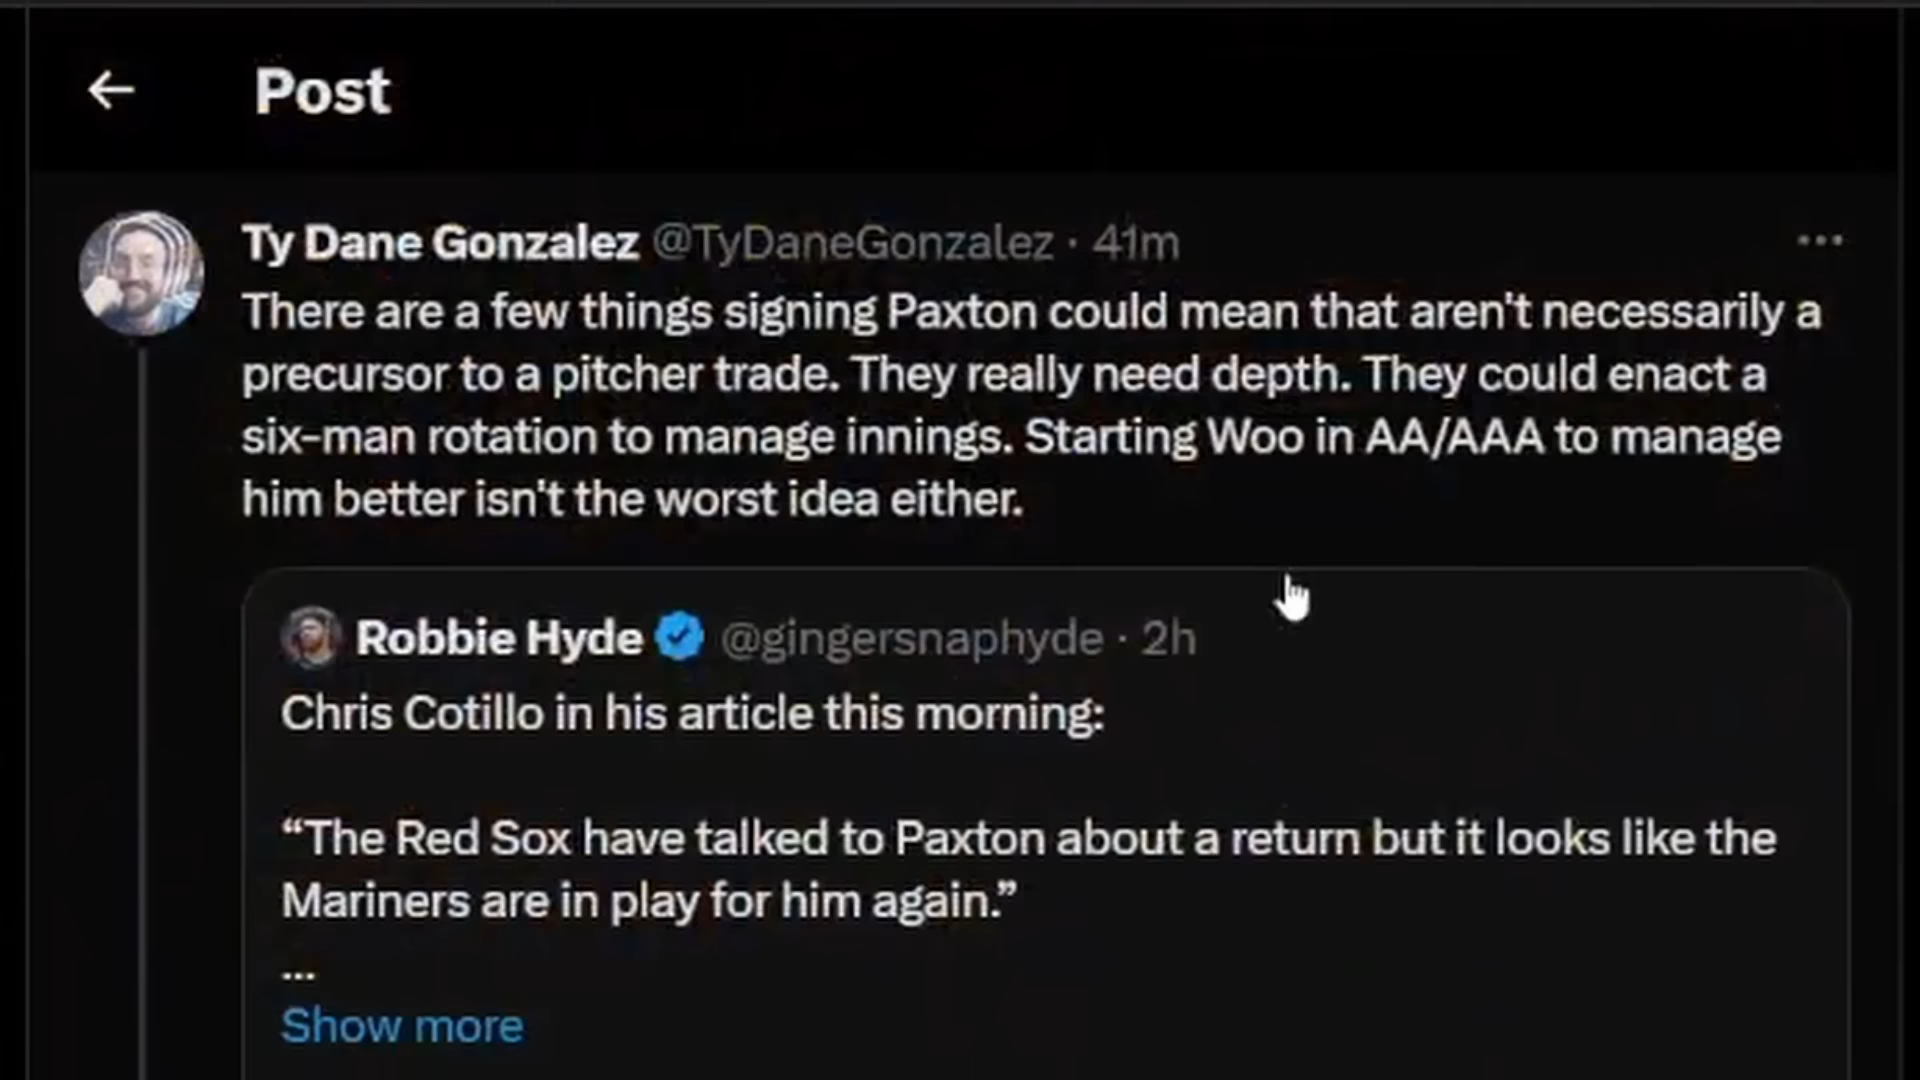 Post
Ty Dane Gonzalez @TyDaneGonzalez · 41m
There are a few things signing Paxton could mean that aren't necessarily a
precursor to a pitcher trade. They really need depth. They could enact a
six-man rotation to manage innings. Starting Woo in AA/AAA to manage
him better isn't the worst idea either.
Robbie Hyde @gingersnaphyde · 2h
Chris Cotillo in his article this morning:
“The Red Sox have talked to Paxton about a return but it looks like the
Mariners are in play for him again.”
...
Show more